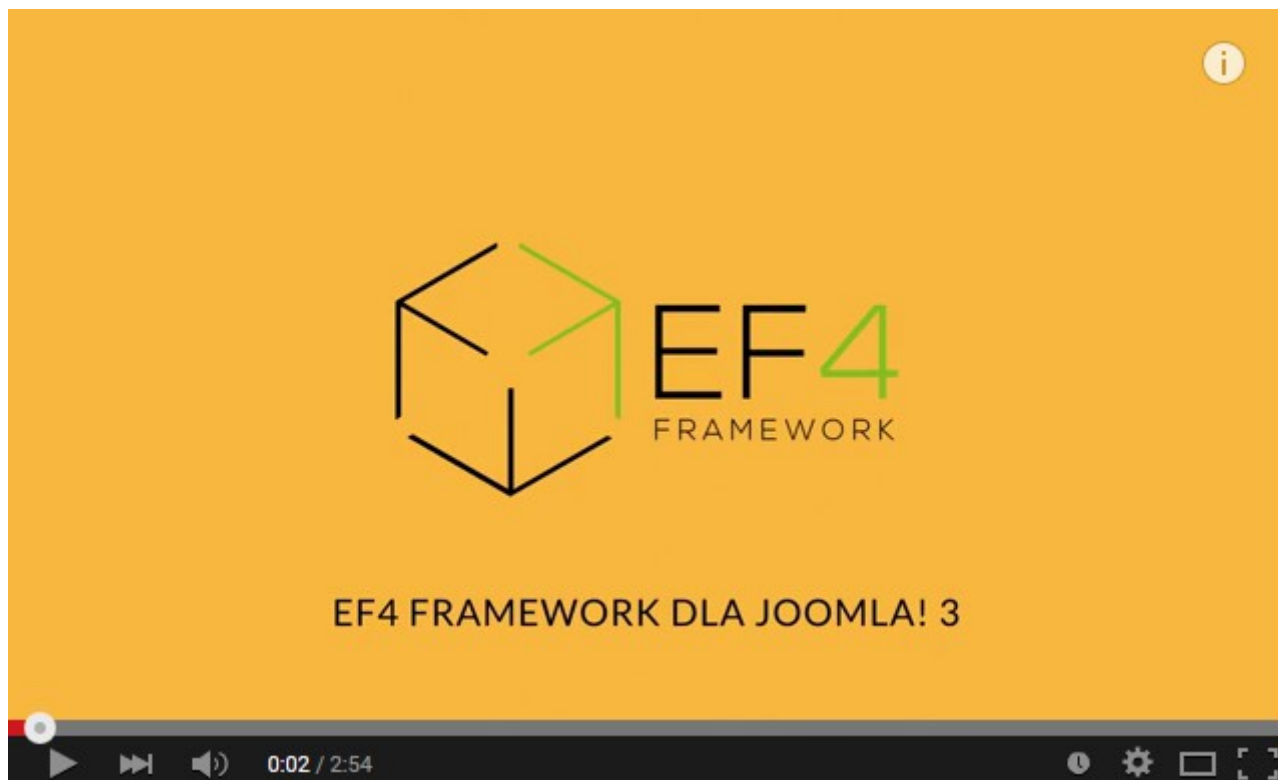 i
EF4
FRAMEWORK
EF4 FRAMEWORK DLA JOOMLA! 3
0:02 / 2:54